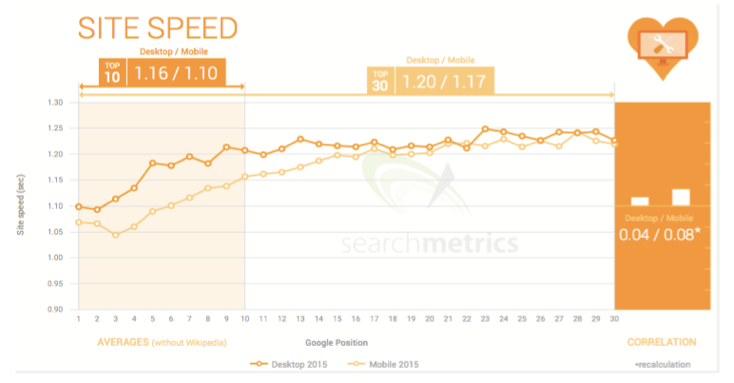 SITE SPEED
Desktop / Mobile
TOP 10 1.16 / 1.10
Desktop / Mobile
TOP 30 1.20 / 1.17
1.30
1.25
1.20
1.15
1.10
1.05
1.00
0.95
0.90
Site speed (sec)
searchmetrics
Desktop / Mobile
0.04 / 0.08*
1 2 3 4 5 6 7 8 9 10 11 12 13 14 15 16 17 18 19 20 21 22 23 24 25 26 27 28 29 30
AVERAGES (without Wikipedia) Google Position CORRELATION
Desktop 2015 Mobile 2015 *recalculation